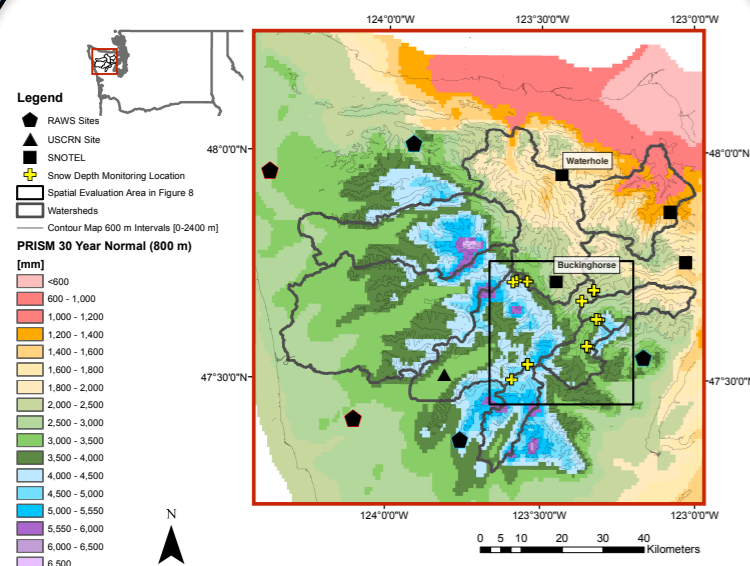 124°0'0"W
123°30'0"W
123°0'0"W
Legend
RAWS Sites
USCRN Site
SNOTEL
Snow Depth Monitoring Location
Spatial Evaluation Area in Figure 8
Watersheds
Contour Map 600 m Intervals [0-2400 m]
PRISM 30 Year Normal (800 m)
[mm]
<600
600 - 1,000
1,000 - 1,200
1,200 - 1,400
1,400 - 1,600
1,600 - 1,800
1,800 - 2,000
2,000 - 2,500
2,500 - 3,000
3,000 - 3,500
3,500 - 4,000
4,000 - 4,500
4,500 - 5,000
5,000 - 5,550
5,550 - 6,000
6,000 - 6,500
6,500
48°0'0"N
47°30'0"N
Waterhole
Buckinghorse
48°0'0"N
47°30'0"N
124°0'0"W
123°30'0"W
123°0'0"W
N
0 5 10 20 30 40
Kilometers